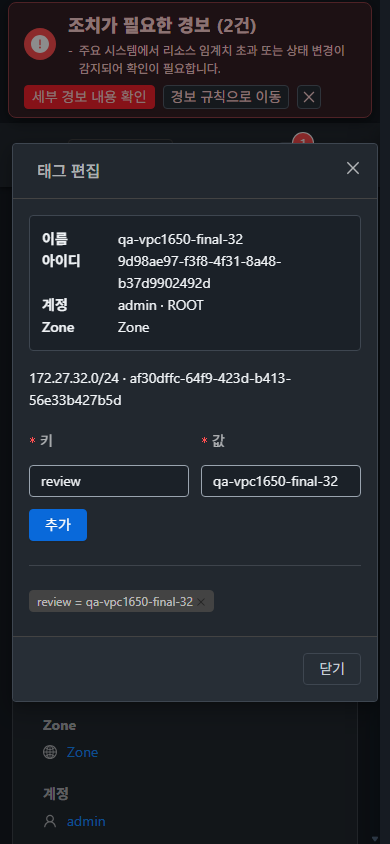 조치가 필요한 경보 (2건)
- 주요 시스템에서 리소스 임계치 초과 또는 상태 변경이
감지되어 확인이 필요합니다.
세부 경보 내용 확인 경보 규칙으로 이동
태그 편집
이름 qa-vpc1650-final-32
아이디 9d98ae97-f3f8-4f31-8a48-
b37d9902492d
계정 admin · ROOT
Zone Zone
172.27.32.0/24 · af30dffc-64f9-423d-b413-
56e33b427b5d
* 키 * 값
review qa-vpc1650-final-32
추가
review = qa-vpc1650-final-32
닫기
Zone
Zone
계정
admin